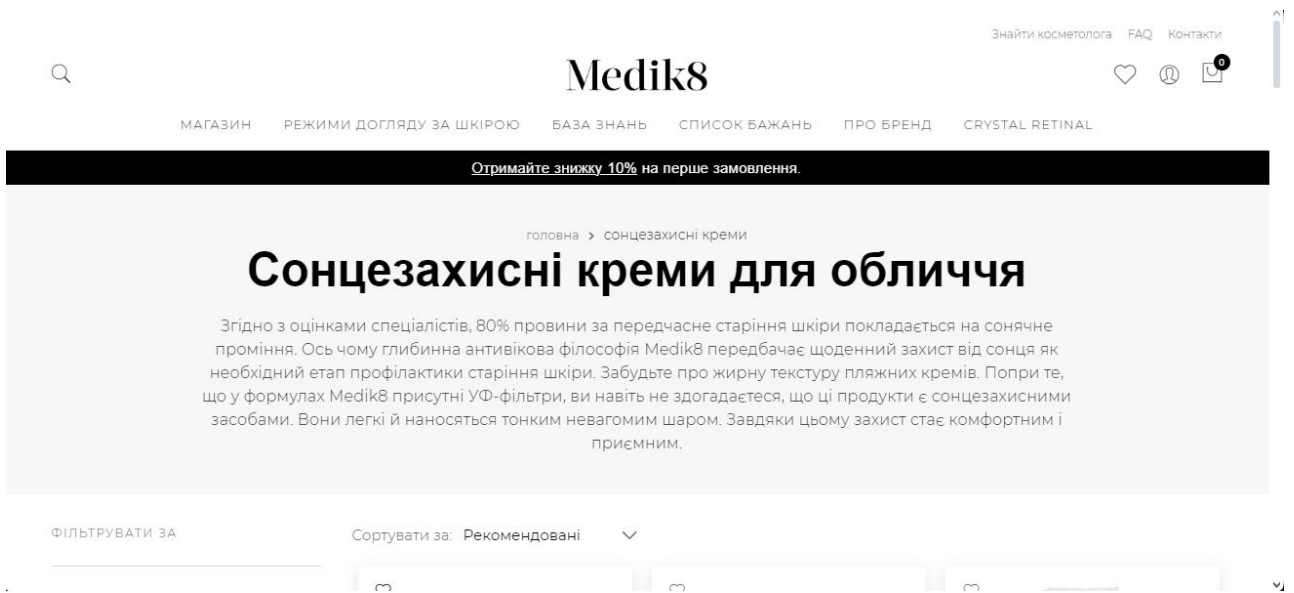 Знайти косметолога FAQ Контакти
Medik8
0
МАГАЗИН РЕЖИМИ ДОГЛЯДУ ЗА ШКІРОЮ БАЗА ЗНАНЬ СПИСОК БАЖАНЬ ПРО БРЕНД CRYSTAL RETINAL
Отримайте знижку 10% на перше замовлення.
головна > сонцезахисні креми
Сонцезахисні креми для обличчя
Згідно з оцінками спеціалістів, 80% провини за передчасне старіння шкіри покладається на сонячне
проміння. Ось чому глибинна антивікова філософія Medik8 передбачає щоденний захист від сонця як
необхідний етап профілактики старіння шкіри. Забудьте про жирну текстуру пляжних кремів. Попри те,
що у формулах Medik8 присутні УФ-фільтри, ви навіть не здогадаєтеся, що ці продукти є сонцезахисними
засобами. Вони легкі й наносяться тонким невагомим шаром. Завдяки цьому захист стає комфортним і
приємним.
ФІЛЬТРУВАТИ ЗА
Сортувати за: Рекомендовані